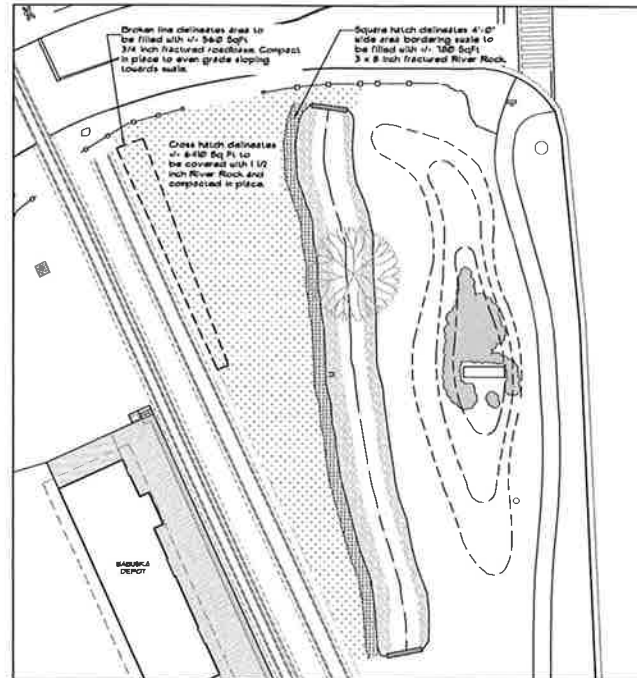 Broken line delineates area to
be filled with +/- 560 SqFt
3/4 inch fractured roadbase. Compact
in place to even grade sloping
towards swale.
Square hatch delineates 4'-0"
wide area bordering swale to
be filled with +/- 780 SqFt
3 x 8 inch fractured River Rock.
Cross hatch delineates
+/- 6410 Sq Ft to
be covered with 1 1/2
inch River Rock and
compacted in place.
DEPOT